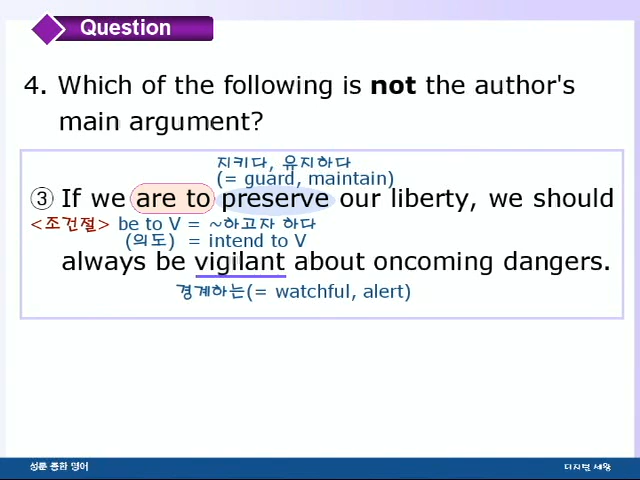 Question
4. Which of the following is not the author's
main argument?
지키다, 유지하다
(= guard, maintain)
③ If we are to preserve our liberty, we should
<조건절> be to V = ~하고자 하다
(의도) = intend to V
always be vigilant about oncoming dangers.
경계하는(= watchful, alert)
성문 종합 영어
디지털 세왕